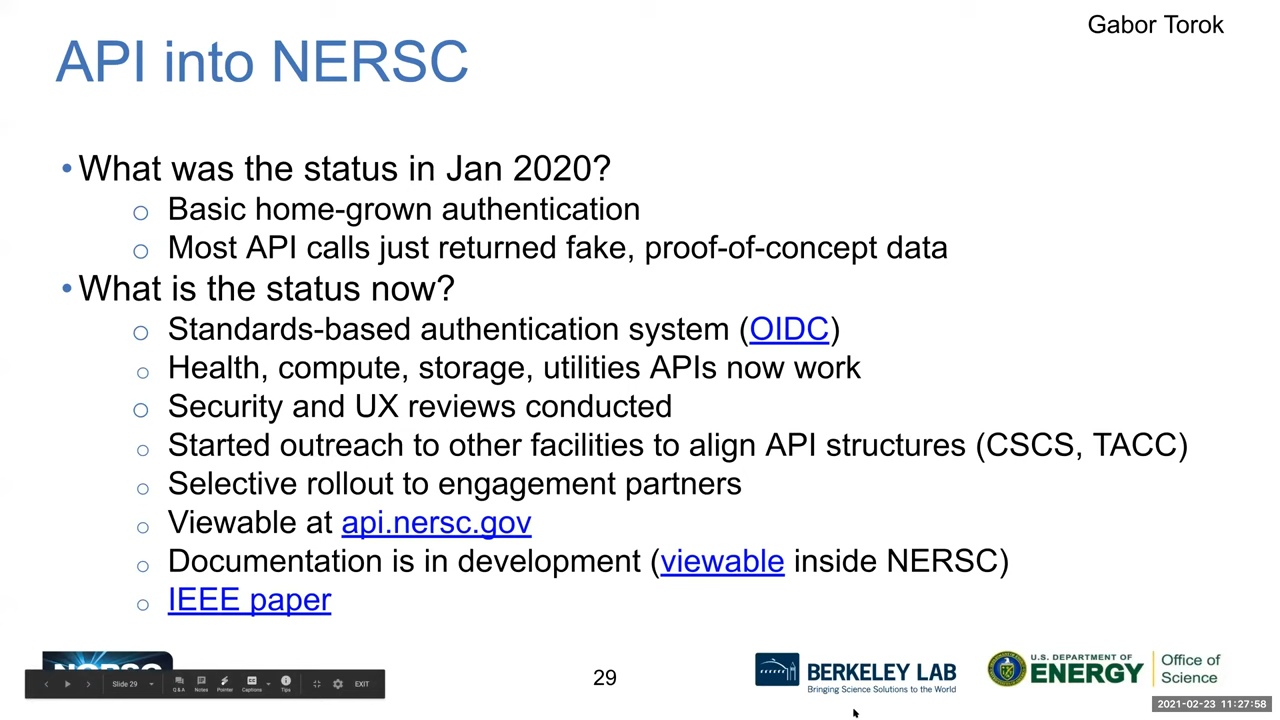 Gabor Torok
API into NERSC
•What was the status in Jan 2020?
o Basic home-grown authentication
o Most API calls just returned fake, proof-of-concept data
•What is the status now?
o Standards-based authentication system (OIDC)
o Health, compute, storage, utilities APIs now work
o Security and UX reviews conducted
o Started outreach to other facilities to align API structures (CSCS, TACC)
o Selective rollout to engagement partners
o Viewable at api.nersc.gov
o Documentation is in development (viewable inside NERSC)
o IEEE paper
NERSC
Slide 29
Q&A
Notes
Pointer
Captions
Tips
EXIT
29
BERKELEY LAB
Bringing Science Solutions to the World
U.S. DEPARTMENT OF
ENERGY
Office of
Science
2021-02-23 11:27:58